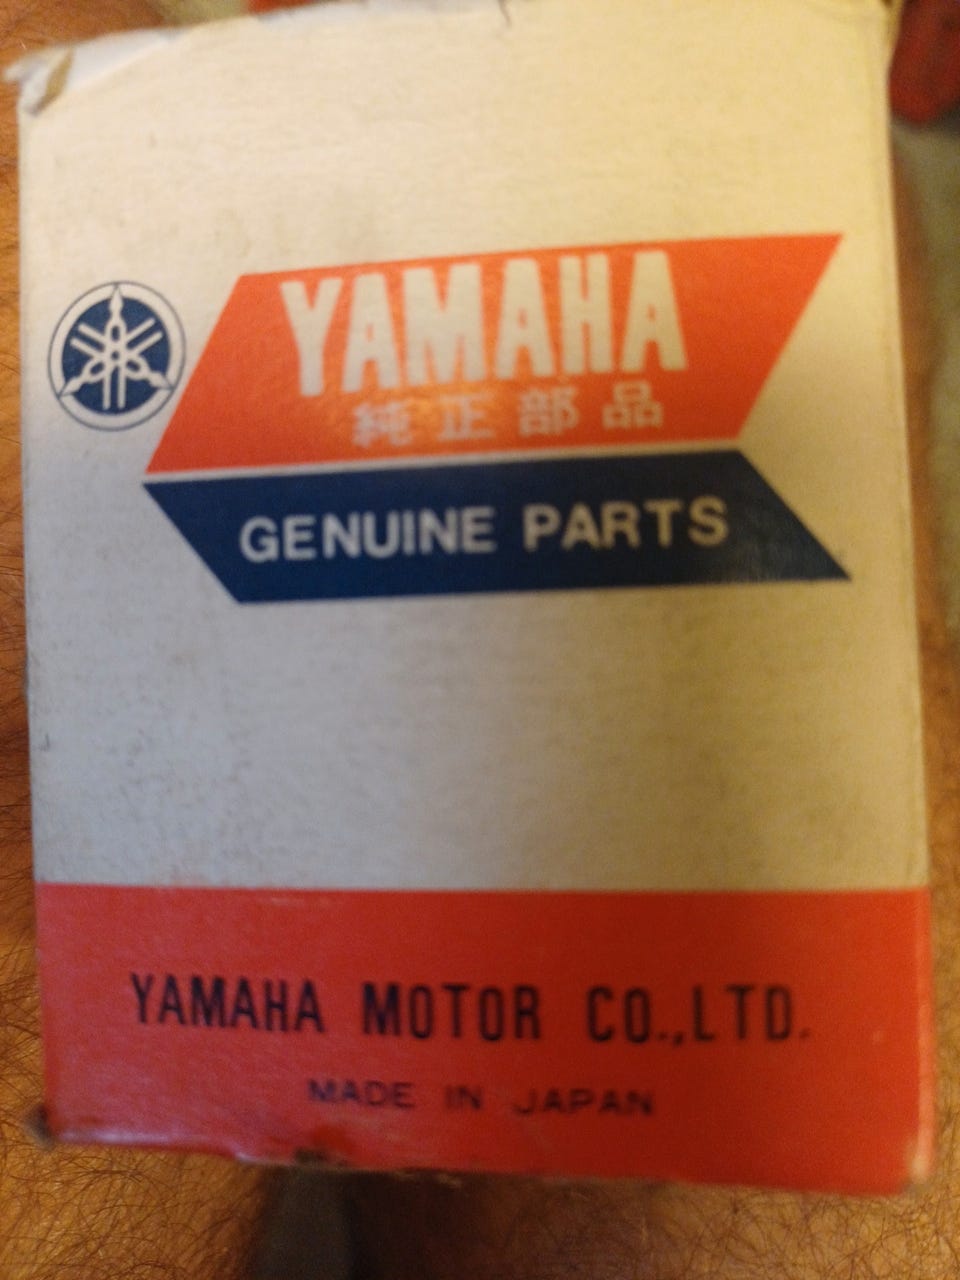 YAMAHA
純正部品
GENUINE PARTS
YAMAHA MOTOR CO.,LTD.
MADE IN JAPAN